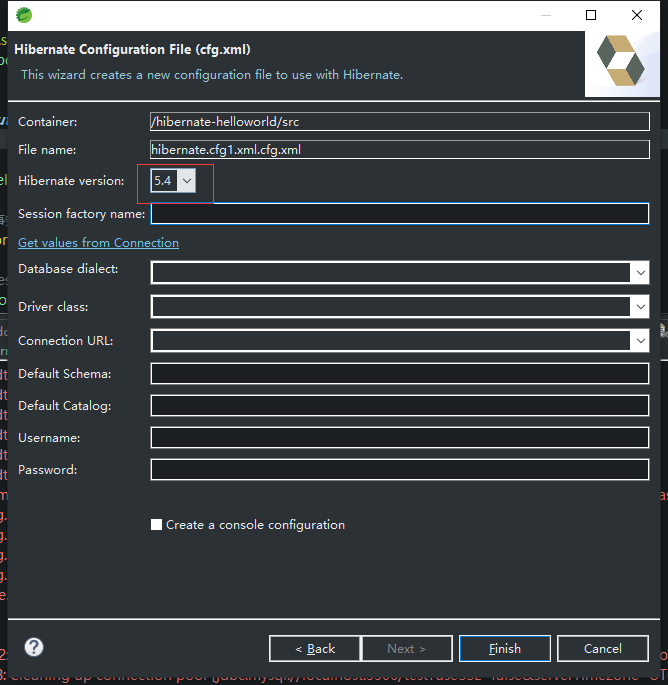 Hibernate Configuration File (cfg.xml)
This wizard creates a new configuration file to use with Hibernate.
Container: /hibernate-helloworld/src
File name: hibernate.cfg1.xml.cfg.xml
Hibernate version: 5.4
Session factory name:
Get values from Connection
Database dialect:
Driver class:
Connection URL:
Default Schema:
Default Catalog:
Username:
Password:
Create a console configuration
?
< Back Next > Finish Cancel